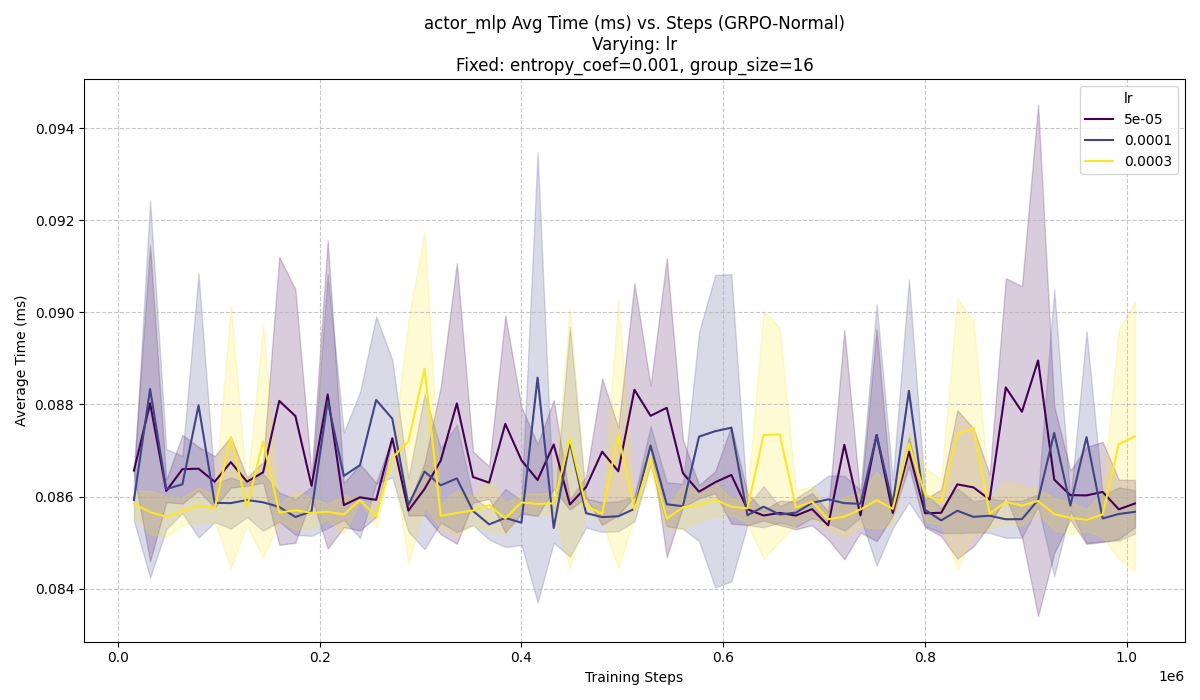 actor_mlp Avg Time (ms) vs. Steps (GRPO-Normal)
Varying: lr
Fixed: entropy_coef=0.001, group_size=16
lr
5e-05
0.0001
0.0003
0.094
0.092
0.090
0.088
0.086
0.084
Average Time (ms)
0.0
0.2
0.4
0.6
0.8
1.0
1e6
Training Steps